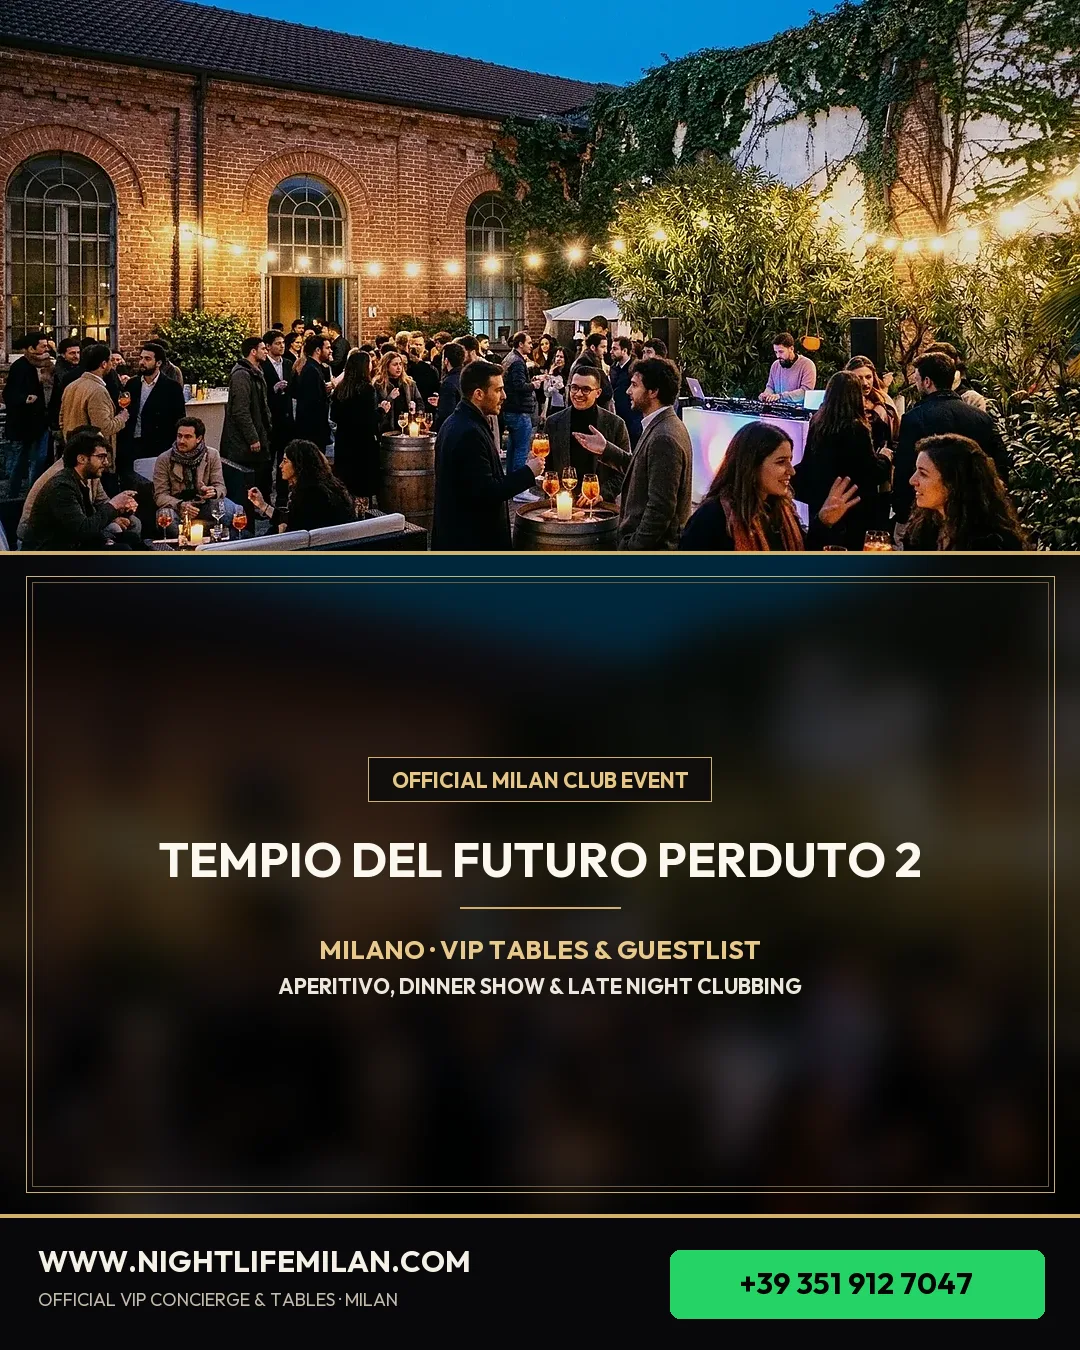 OFFICIAL MILAN CLUB EVENT
TEMPIO DEL FUTURO PERDUTO 2
MILANO · VIP TABLES & GUESTLIST
APERITIVO, DINNER SHOW & LATE NIGHT CLUBBING
WWW.NIGHTLIFEMILAN.COM
OFFICIAL VIP CONCIERGE & TABLES · MILAN
+39 351 912 7047